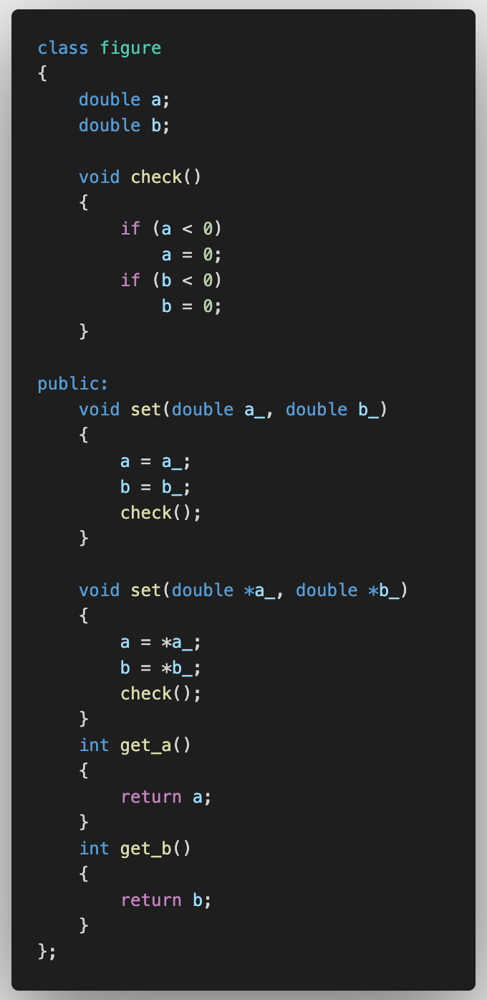 class figure
{
    double a;
    double b;

    void check()
    {
        if (a < 0)
            a = 0;
        if (b < 0)
            b = 0;
    }

public:
    void set(double a_, double b_)
    {
        a = a_;
        b = b_;
        check();
    }

    void set(double *a_, double *b_)
    {
        a = *a_;
        b = *b_;
        check();
    }
    int get_a()
    {
        return a;
    }
    int get_b()
    {
        return b;
    }
};